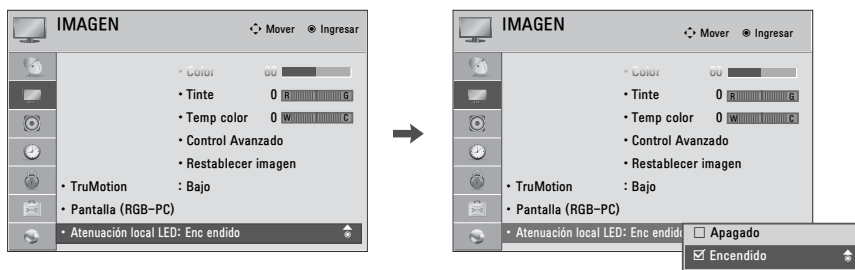 IMAGEN
Mover Ingresar
• Color 60
• Tinte 0 R G
• Temp color 0 W C
• Control Avanzado
• Restablecer imagen
• TruMotion : Bajo
• Pantalla (RGB-PC)
• Atenuación local LED: Enc endido
IMAGEN
Mover Ingresar
• Color 60
• Tinte 0 R G
• Temp color 0 W C
• Control Avanzado
• Restablecer imagen
• TruMotion : Bajo
• Pantalla (RGB-PC)
• Atenuación local LED: Enc endido
Apagado
Encendido